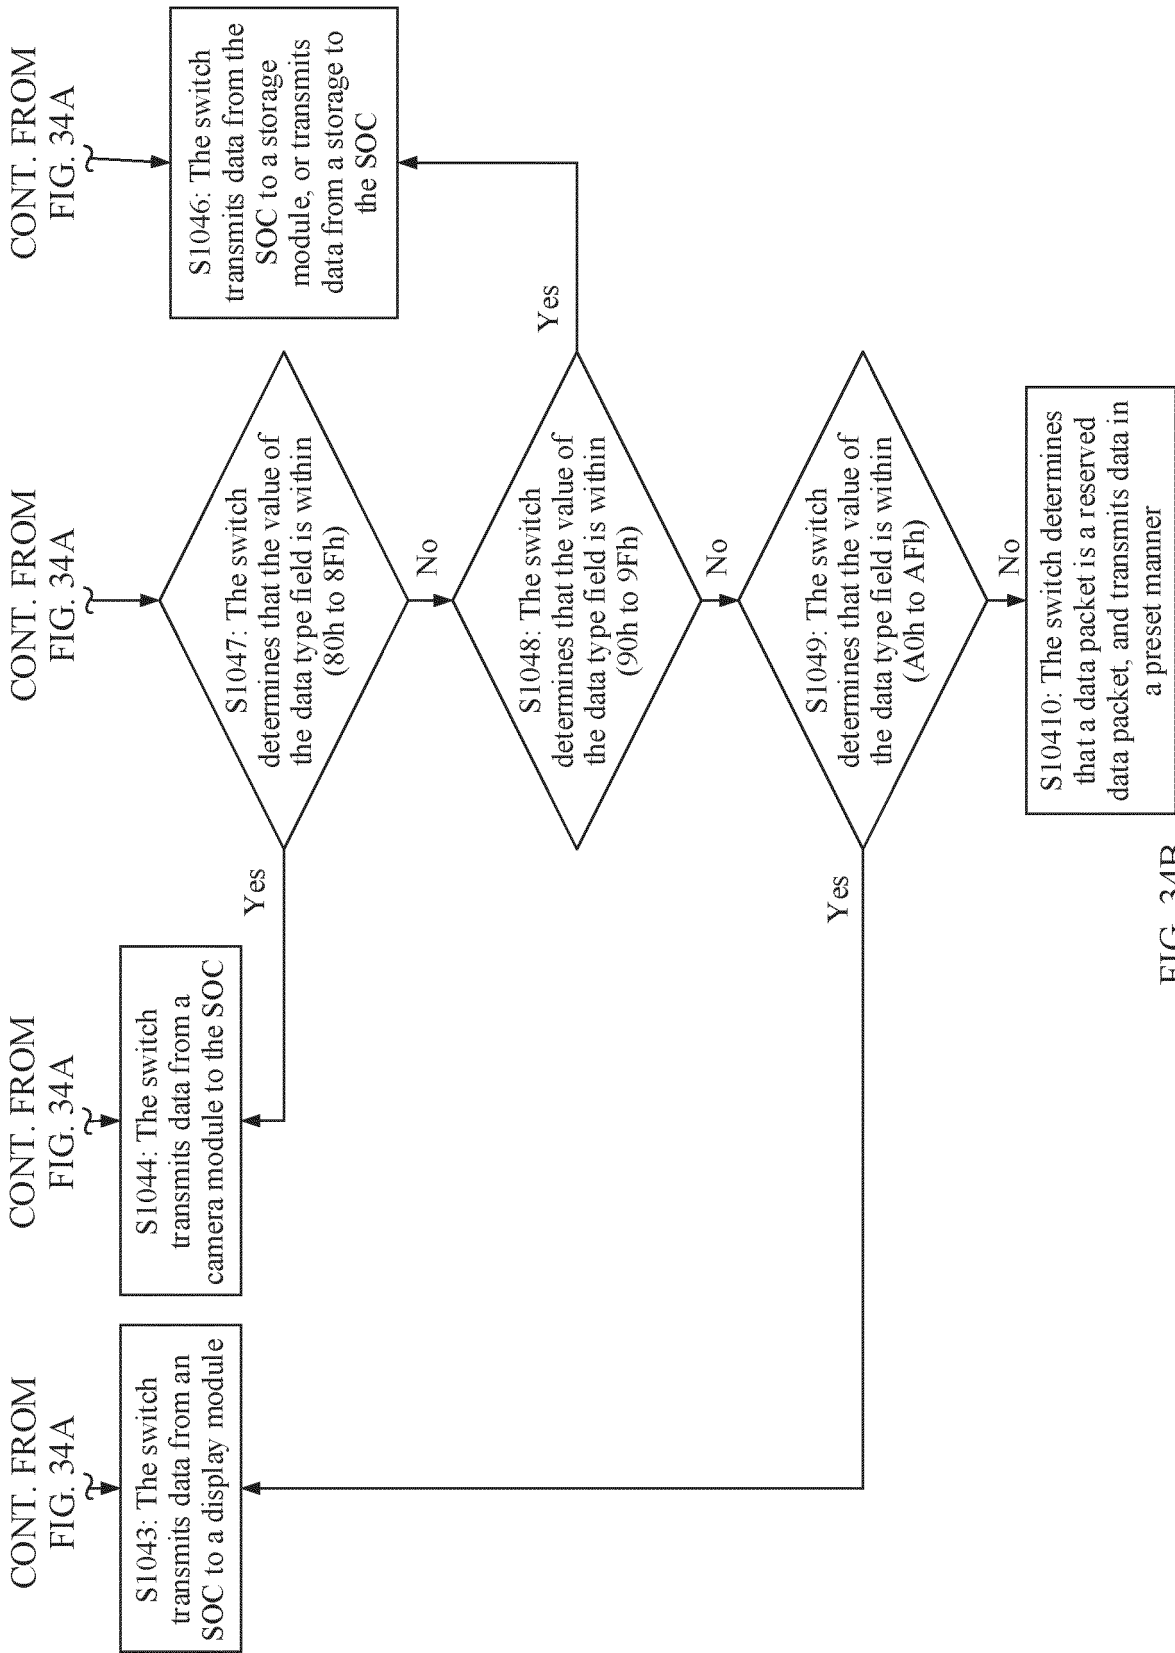 CONT. FROM
FIG. 34A
CONT. FROM
FIG. 34A
CONT. FROM
FIG. 34A
CONT. FROM
FIG. 34A
S1043: The switch
transmits data from an
SOC to a display module
S1044: The switch
transmits data from a
camera module to the SOC
S1047: The switch
determines that the value of
the data type field is within
(80h to 8Fh)
Yes
No
S1046: The switch
transmits data from the
SOC to a storage
module, or transmits
data from a storage to
the SOC
S1048: The switch
determines that the value of
the data type field is within
(90h to 9Fh)
Yes
No
S1049: The switch
determines that the value of
the data type field is within
(A0h to AFh)
Yes
No
S10410: The switch determines
that a data packet is a reserved
data packet, and transmits data in
a preset manner
FIG. 34B